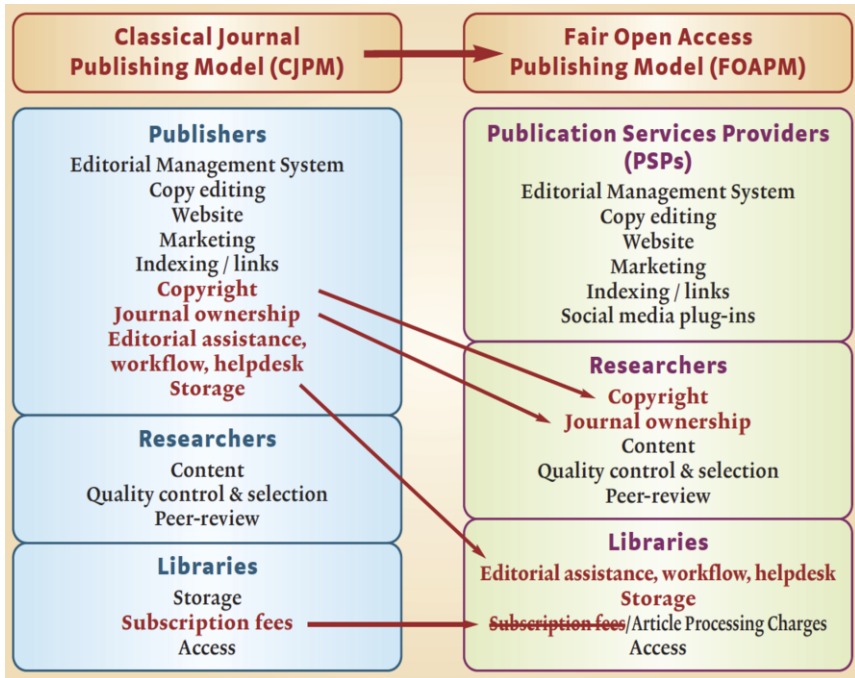 Classical Journal
Publishing Model (CJPM)
Fair Open Access
Publishing Model (FOAPM)
Publishers
Editorial Management System
Copy editing
Website
Marketing
Indexing / links
Copyright
Journal ownership
Editorial assistance,
workflow, helpdesk
Storage
Researchers
Content
Quality control & selection
Peer-review
Libraries
Storage
Subscription fees
Access
Publication Services Providers
(PSPs)
Editorial Management System
Copy editing
Website
Marketing
Indexing / links
Social media plug-ins
Researchers
Copyright
Journal ownership
Content
Quality control & selection
Peer-review
Libraries
Editorial assistance, workflow, helpdesk
Storage
Subscription fees/Article Processing Charges
Access